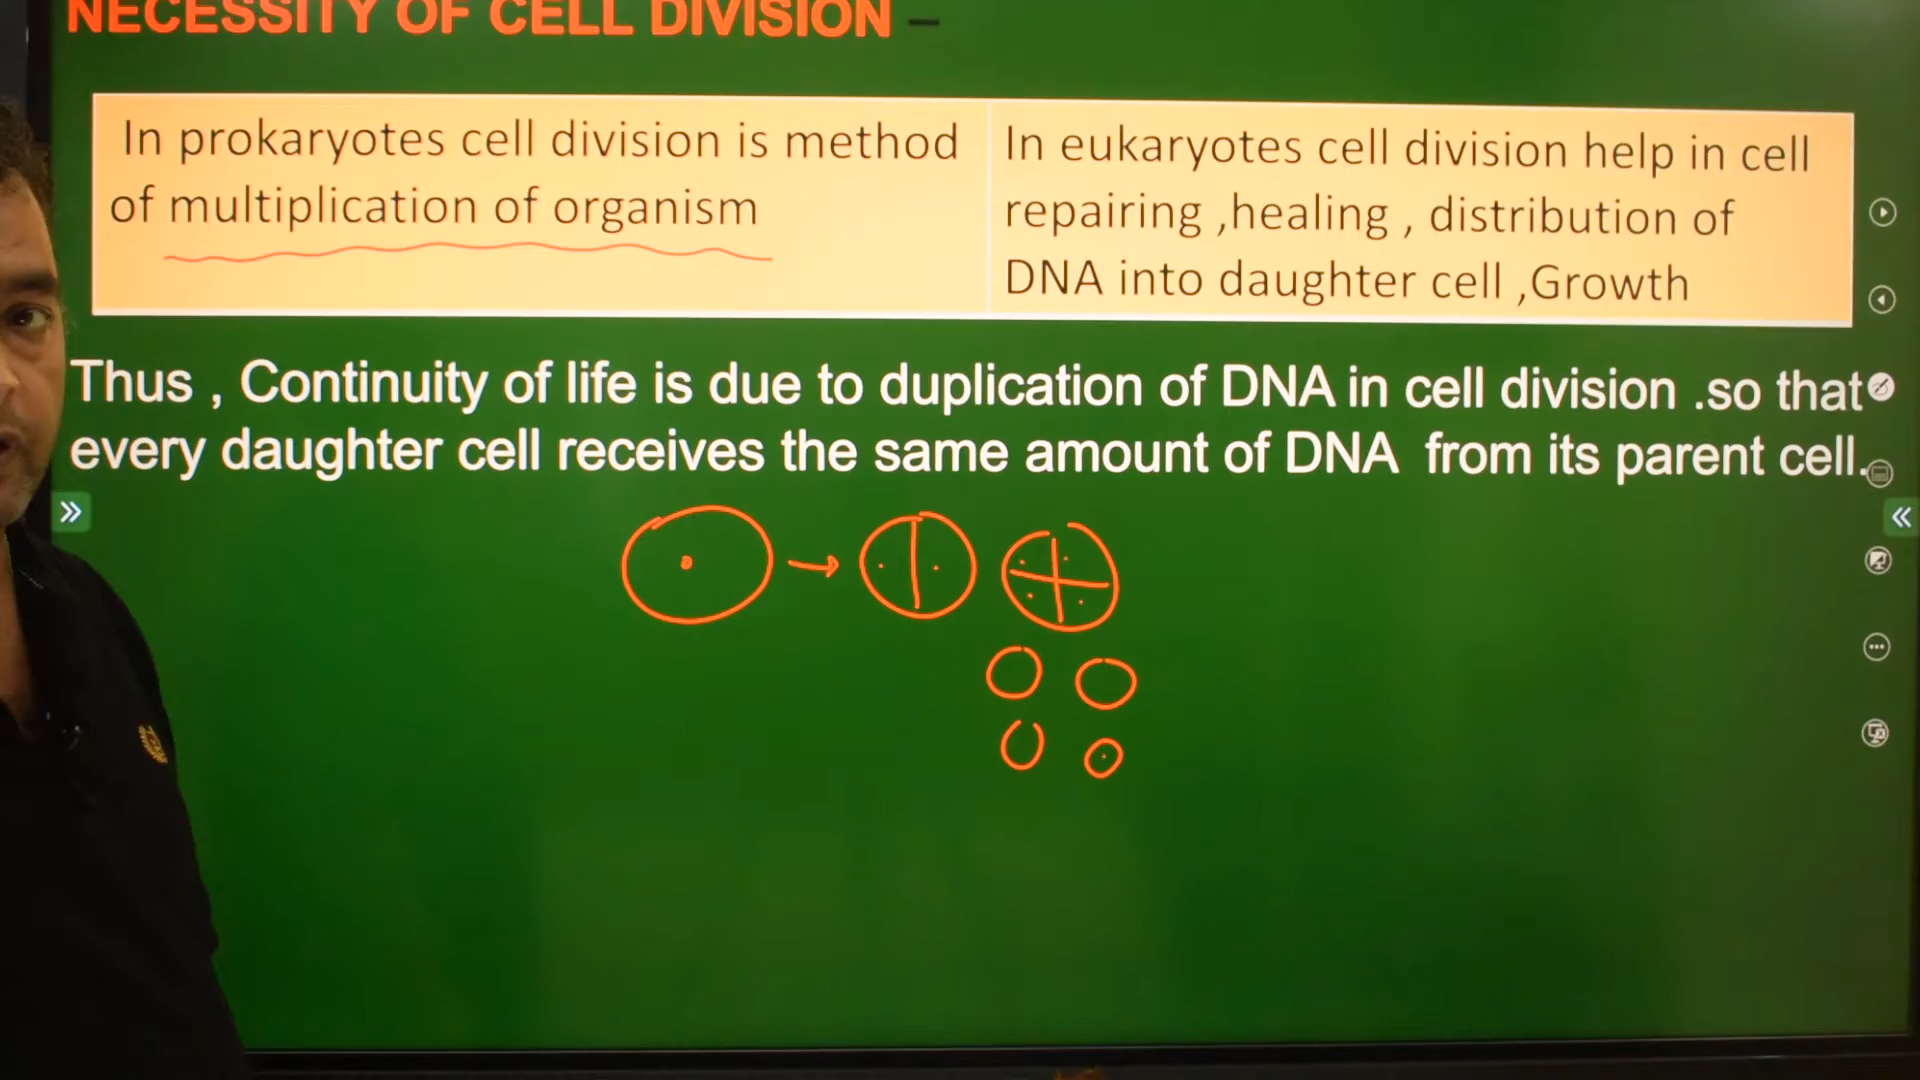 NECESSITY OF CELL DIVISION –
In prokaryotes cell division is method
of multiplication of organism
In eukaryotes cell division help in cell
repairing ,healing , distribution of
DNA into daughter cell ,Growth
Thus , Continuity of life is due to duplication of DNA in cell division .so that
every daughter cell receives the same amount of DNA from its parent cell.